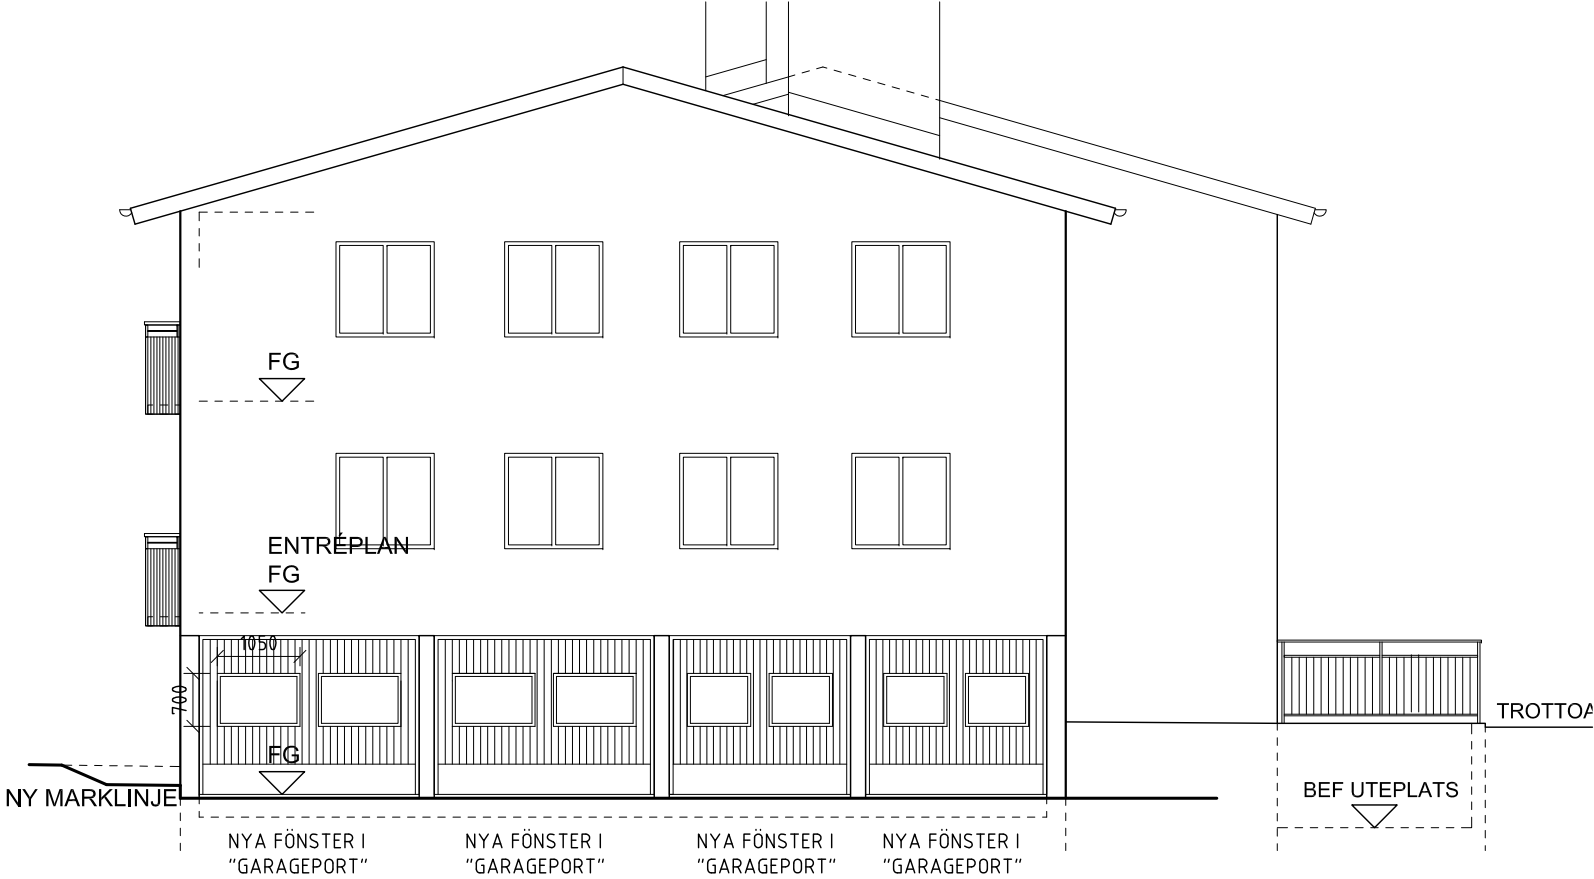 FG
ENTRÉPLAN
FG
1050
700
TROTTOA
FG
NY MARKLINJE
BEF UTEPLATS
NYA FÖNSTER I
"GARAGEPORT"
NYA FÖNSTER I
"GARAGEPORT"
NYA FÖNSTER I
"GARAGEPORT"
NYA FÖNSTER I
"GARAGEPORT"